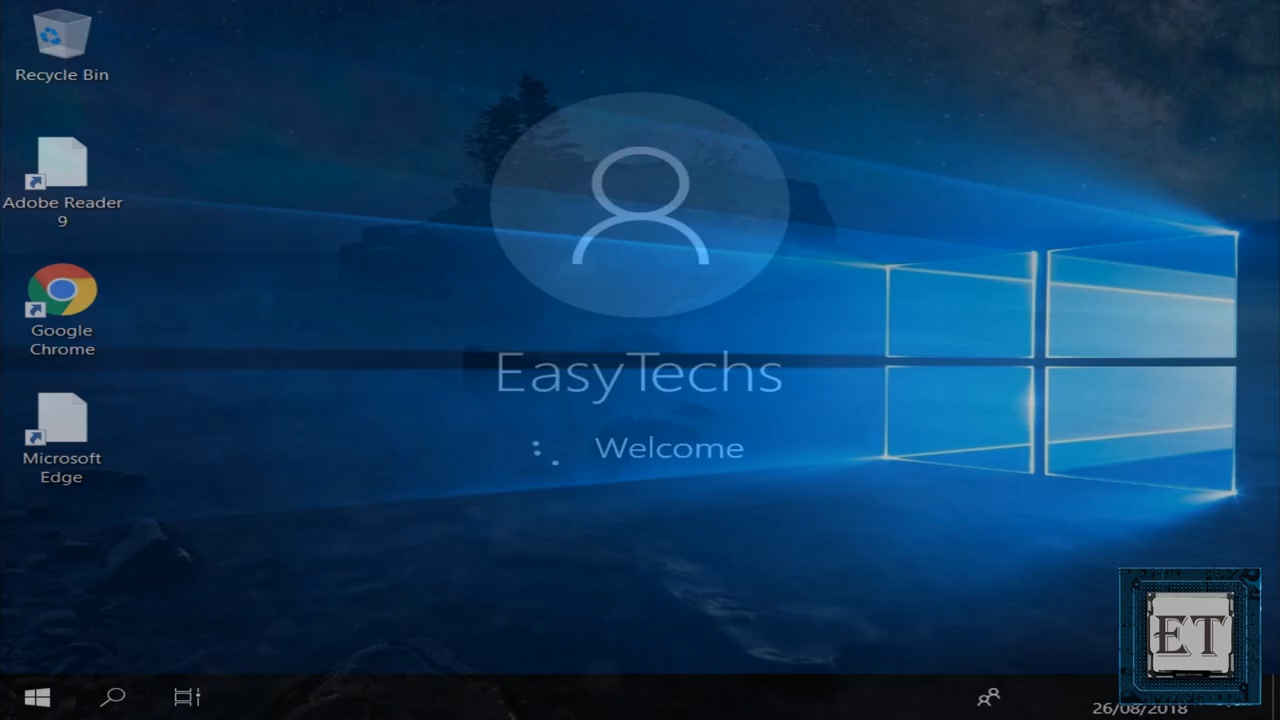 Recycle Bin
Adobe Reader
9
Google
Chrome
Microsoft
Edge
EasyTechs
Welcome
ET
26/08/2018